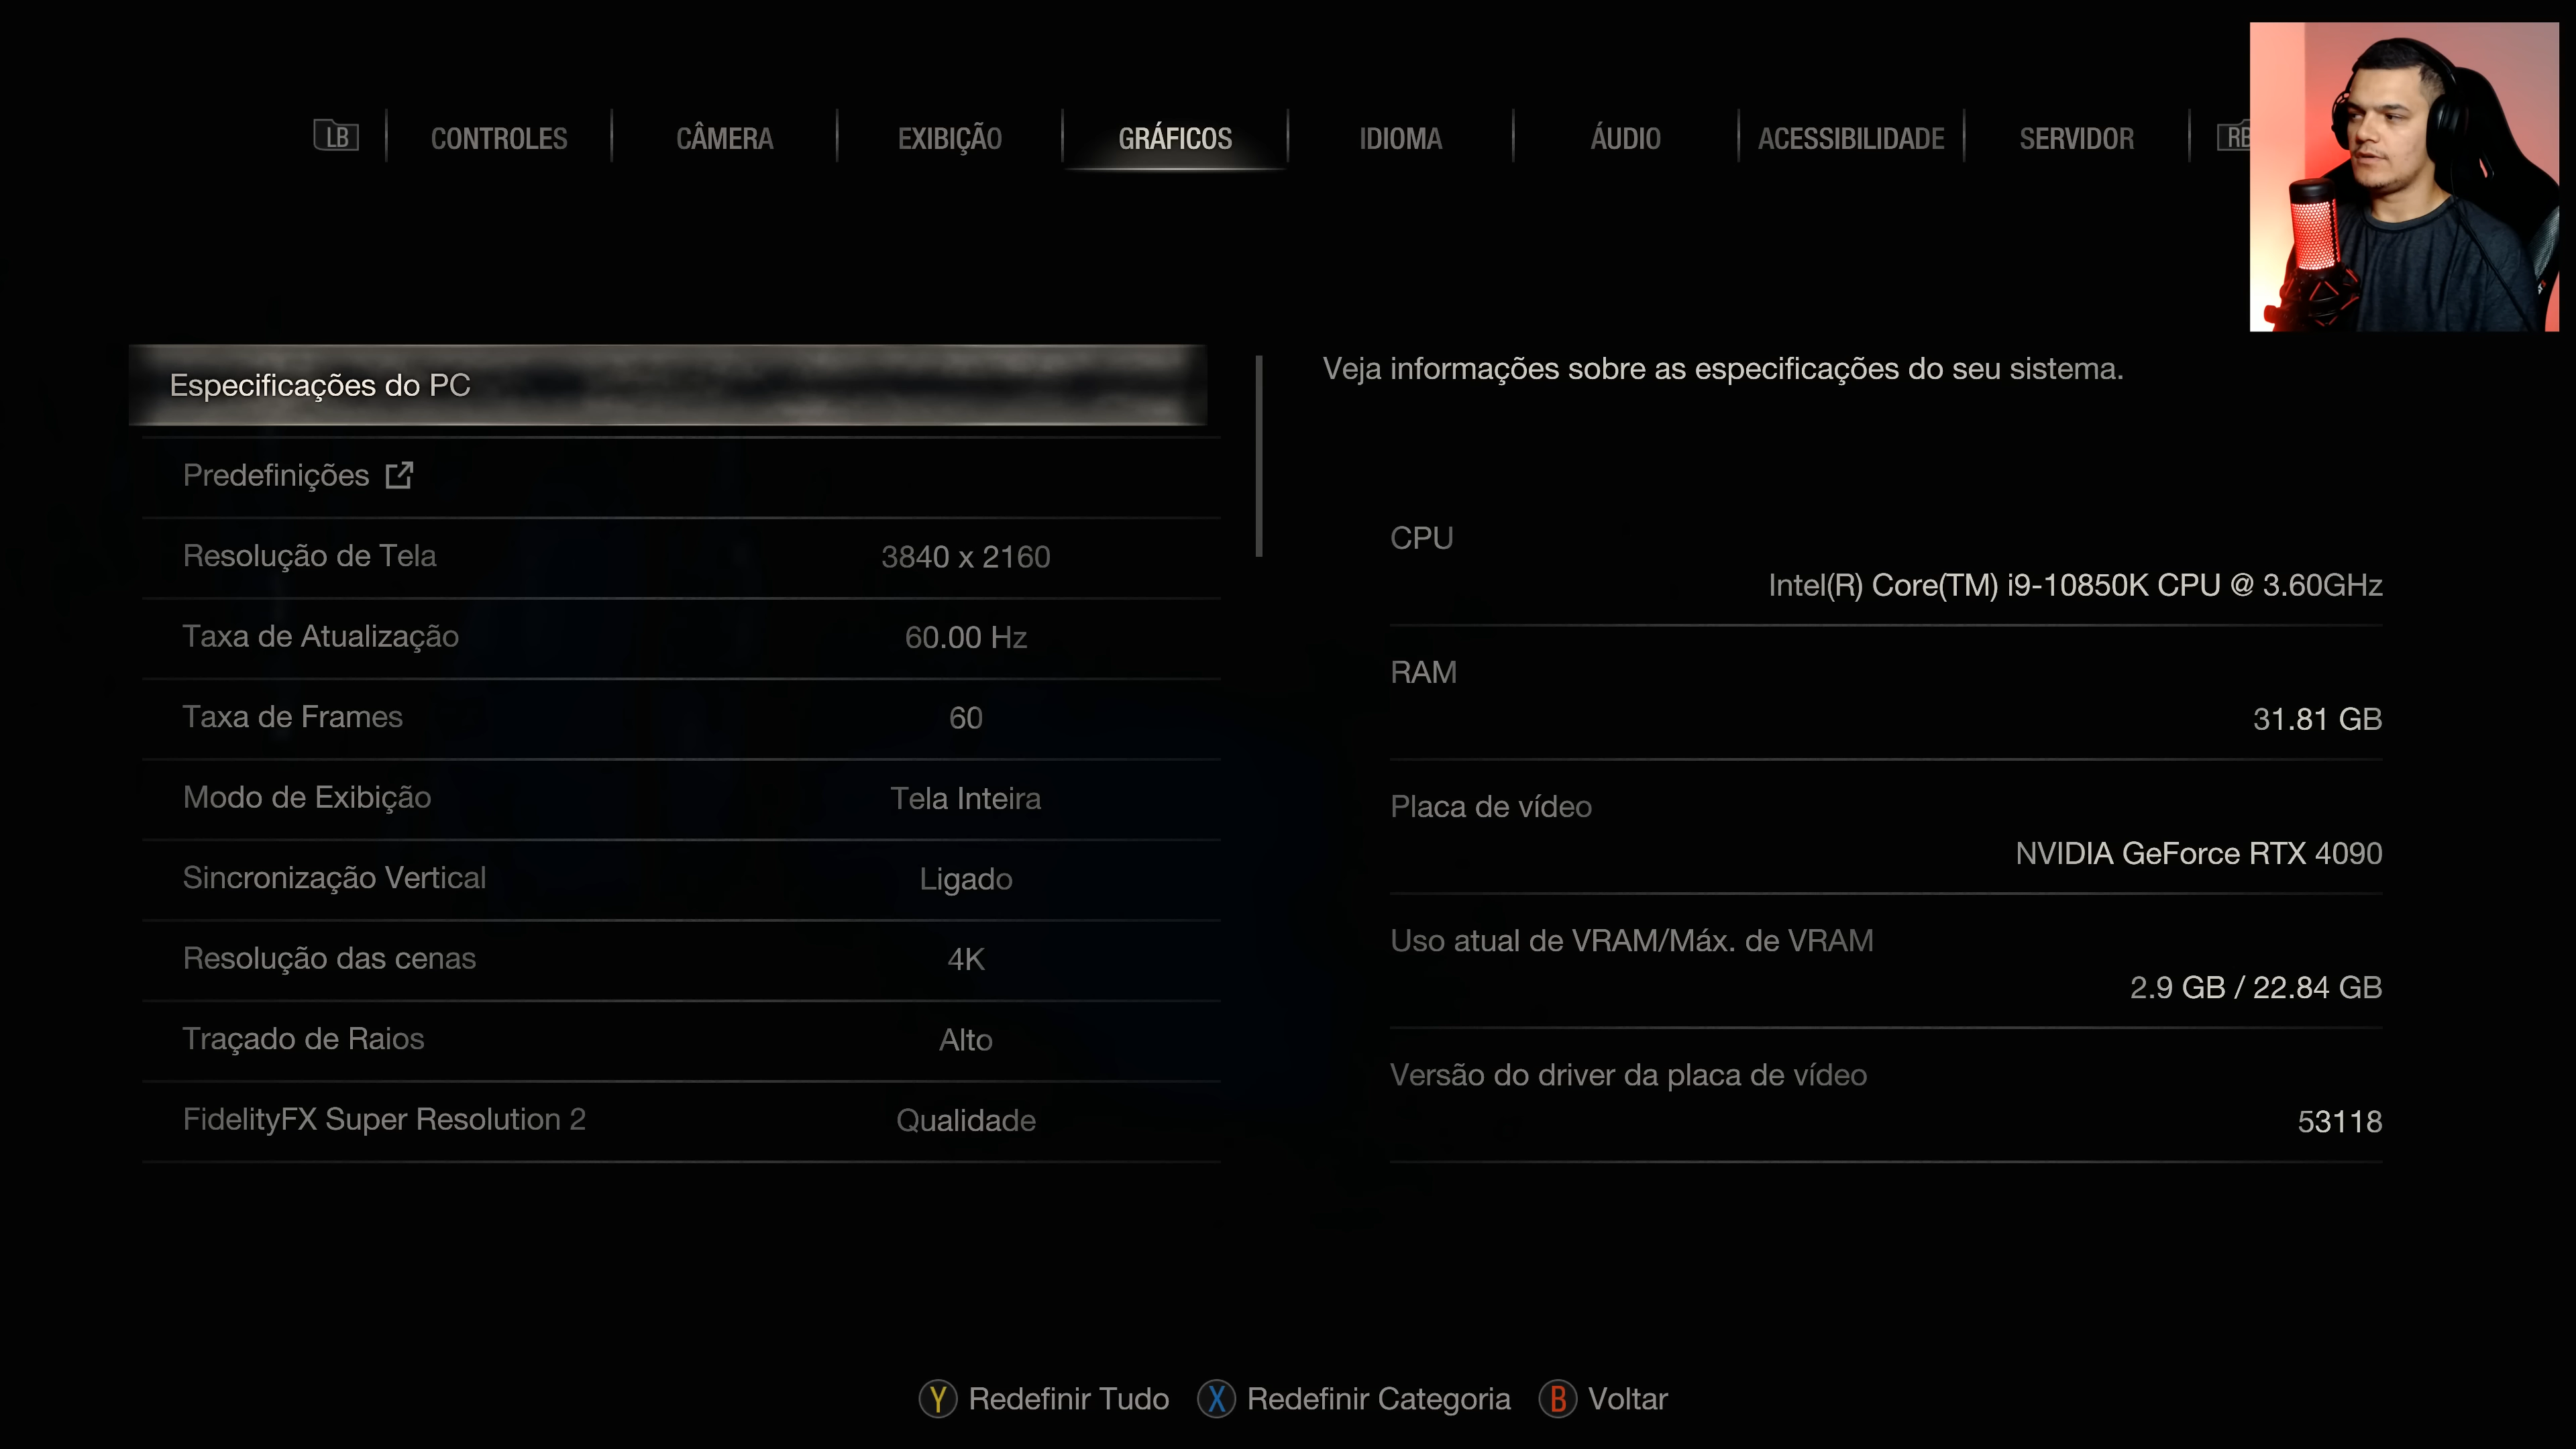 LB
CONTROLES
CÂMERA
EXIBIÇÃO
GRÁFICOS
IDIOMA
ÁUDIO
ACESSIBILIDADE
SERVIDOR
RB
Especificações do PC
Predefinições
Resolução de Tela 3840 x 2160
Taxa de Atualização 60.00 Hz
Taxa de Frames 60
Modo de Exibição Tela Inteira
Sincronização Vertical Ligado
Resolução das cenas 4K
Traçado de Raios Alto
FidelityFX Super Resolution 2 Qualidade
Veja informações sobre as especificações do seu sistema.
CPU
Intel(R) Core(TM) i9-10850K CPU @ 3.60GHz
RAM
31.81 GB
Placa de vídeo
NVIDIA GeForce RTX 4090
Uso atual de VRAM/Máx. de VRAM
2.9 GB / 22.84 GB
Versão do driver da placa de vídeo
53118
Y Redefinir Tudo X Redefinir Categoria B Voltar